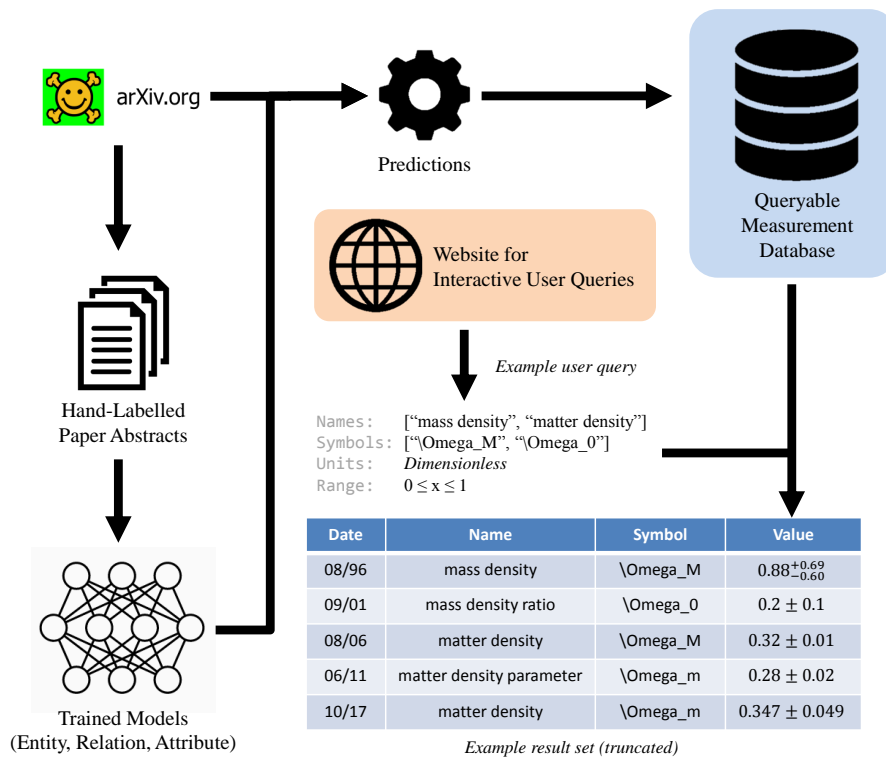 arXiv.org
Predictions
Queryable
Measurement
Database
Website for
Interactive User Queries
Example user query
Hand-Labelled
Paper Abstracts
Names: [“mass density”, “matter density”]
Symbols: [“\Omega_M”, “\Omega_0”]
Units: Dimensionless
Range: 0 ≤ x ≤ 1
Date Name Symbol Value
08/96 mass density \Omega_M 0.88^{+0.69}_{-0.60}
09/01 mass density ratio \Omega_0 0.2 ± 0.1
08/06 matter density \Omega_M 0.32 ± 0.01
06/11 matter density parameter \Omega_m 0.28 ± 0.02
10/17 matter density \Omega_m 0.347 ± 0.049
Trained Models
(Entity, Relation, Attribute)
Example result set (truncated)